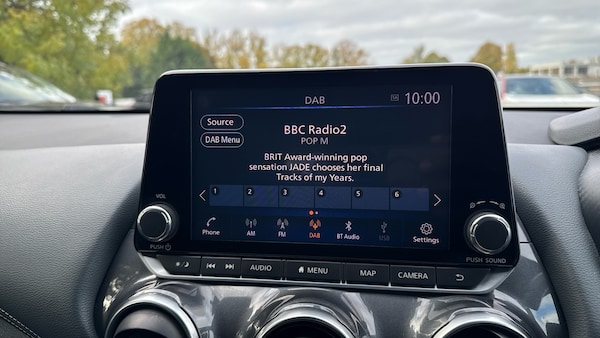 DAB
10:00
Source
DAB Menu
BBC Radio2
POP M
BRIT Award-winning pop
sensation JADE chooses her final
Tracks of my Years.
1 2 3 4 5 6
Phone AM FM DAB BT Audio USB Settings
VOL
PUSH
PUSH SOUND
AUDIO MENU MAP CAMERA